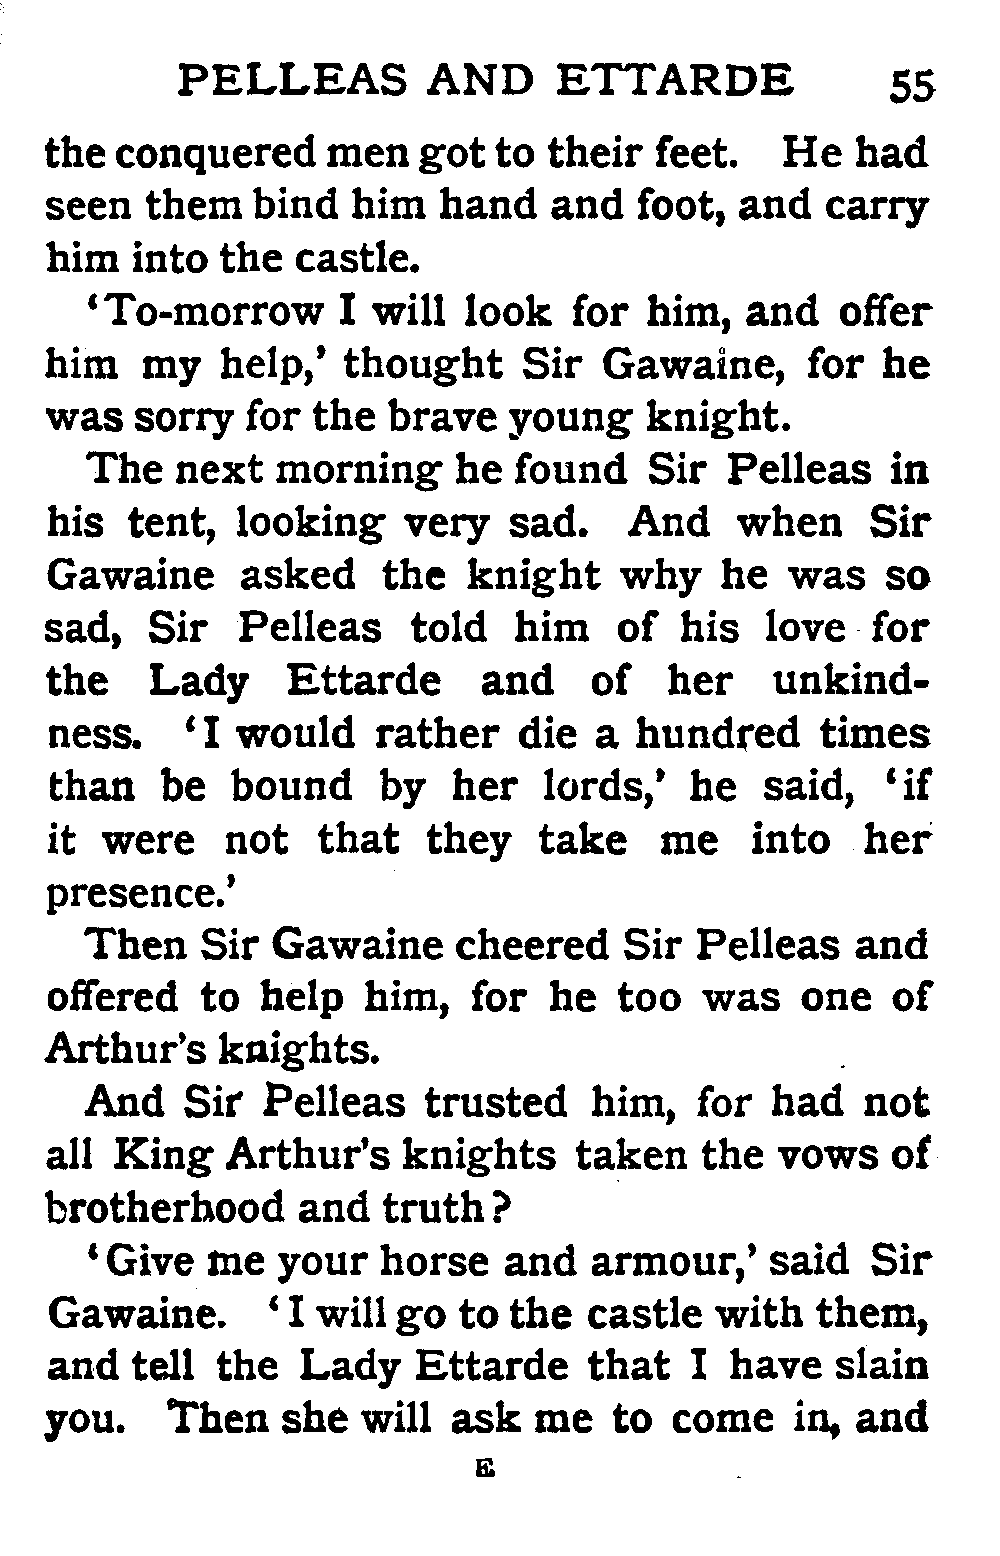 PELLEAS AND ETTARDE 55
the conquered men got to their feet. He had
seen them bind him hand and foot, and carry
him into the castle.
‘To-morrow I will look for him, and offer
him my help,’ thought Sir Gawaine, for he
was sorry for the brave young knight.
The next morning he found Sir Pelleas in
his tent, looking very sad. And when Sir
Gawaine asked the knight why he was so
sad, Sir Pelleas told him of his love for
the Lady Ettarde and of her unkind-
ness. ‘I would rather die a hundred times
than be bound by her lords,’ he said, ‘if
it were not that they take me into her
presence.’
Then Sir Gawaine cheered Sir Pelleas and
offered to help him, for he too was one of
Arthur’s knights.
And Sir Pelleas trusted him, for had not
all King Arthur’s knights taken the vows of
brotherhood and truth?
‘Give me your horse and armour,’ said Sir
Gawaine. ‘I will go to the castle with them,
and tell the Lady Ettarde that I have slain
you. Then she will ask me to come in, and
E